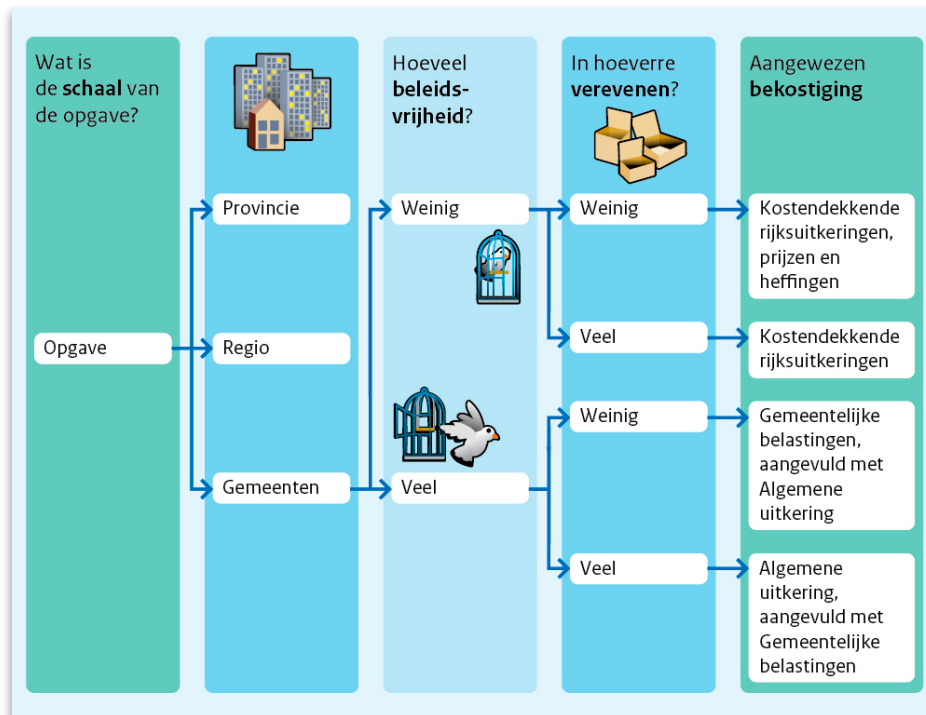 Wat is
de schaal van
de opgave?
Hoeveel
beleids-
vrijheid?
In hoeverre
verevenen?
Aangewezen
bekostiging
Opgave
Provincie
Regio
Gemeenten
Weinig
Veel
Weinig
Veel
Weinig
Veel
Kostendekkende
rijksuitkeringen,
prijzen en
heffingen
Kostendekkende
rijksuitkeringen
Gemeentelijke
belastingen,
aangevuld met
Algemene
uitkering
Algemene
uitkering,
aangevuld met
Gemeentelijke
belastingen